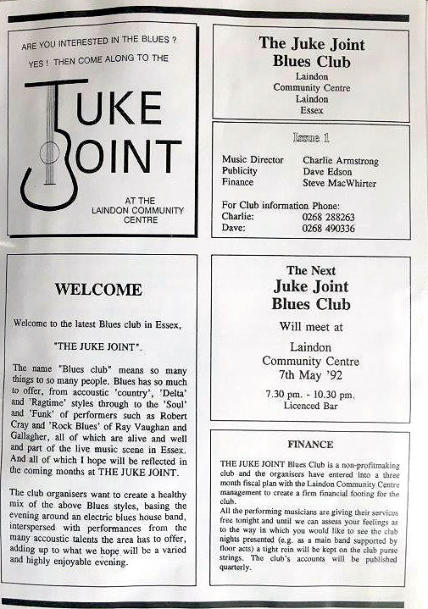 ARE YOU INTERESTED IN THE BLUES ?
YES ! THEN COME ALONG TO THE
JUKE
JOINT
AT THE
LAINDON COMMUNITY
CENTRE
The Juke Joint
Blues Club
Laindon
Community Centre
Laindon
Essex
Issue 1
Music Director Charlie Armstrong
Publicity Dave Edson
Finance Steve MacWhirter
For Club information Phone:
Charlie: 0268 288263
Dave: 0268 490336
WELCOME
Welcome to the latest Blues club in Essex,
"THE JUKE JOINT".
The name "Blues club" means so many
things to so many people. Blues has so much
to offer, from accoustic 'country', 'Delta'
and 'Ragtime' styles through to the 'Soul'
and 'Funk' of performers such as Robert
Cray and 'Rock Blues' of Ray Vaughan and
Gallagher, all of which are alive and well
and part of the live music scene in Essex.
And all of which I hope will be reflected in
the coming months at THE JUKE JOINT.
The club organisers want to create a healthy
mix of the above Blues styles, basing the
evening around an electric blues house band,
interspersed with performances from the
many accoustic talents the area has to offer,
adding up to what we hope will be a varied
and highly enjoyable evening.
The Next
Juke Joint
Blues Club
Will meet at
Laindon
Community Centre
7th May '92
7.30 pm. - 10.30 pm.
Licenced Bar
FINANCE
THE JUKE JOINT Blues Club is a non-profitmaking
club and the organisers have entered into a three
month fiscal plan with the Laindon Community Centre
management to create a firm financial footing for the
club.
All the performing musicians are giving their services
free tonight and until we can assess your feelings as
to the way in which you would like to see the club
nights presented (e.g. as a main band supported by
floor acts) a tight rein will be kept on the club purse
strings. The club's accounts will be published
quarterly.